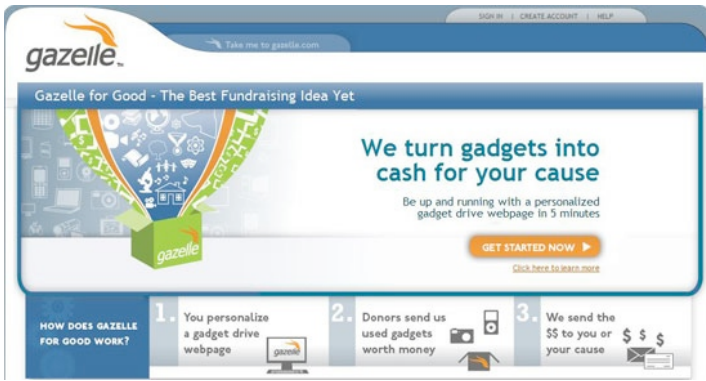 SIGN IN | CREATE ACCOUNT | HELP
gazelle™
Take me to gazelle.com
Gazelle for Good - The Best Fundraising Idea Yet
We turn gadgets into
cash for your cause
Be up and running with a personalized
gadget drive webpage in 5 minutes
gazelle
GET STARTED NOW
Click here to learn more
HOW DOES GAZELLE
FOR GOOD WORK?
1. You personalize
a gadget drive
webpage
gazelle
2. Donors send us
used gadgets
worth money
3. We send the
$$ to you or
your cause
$ $ $